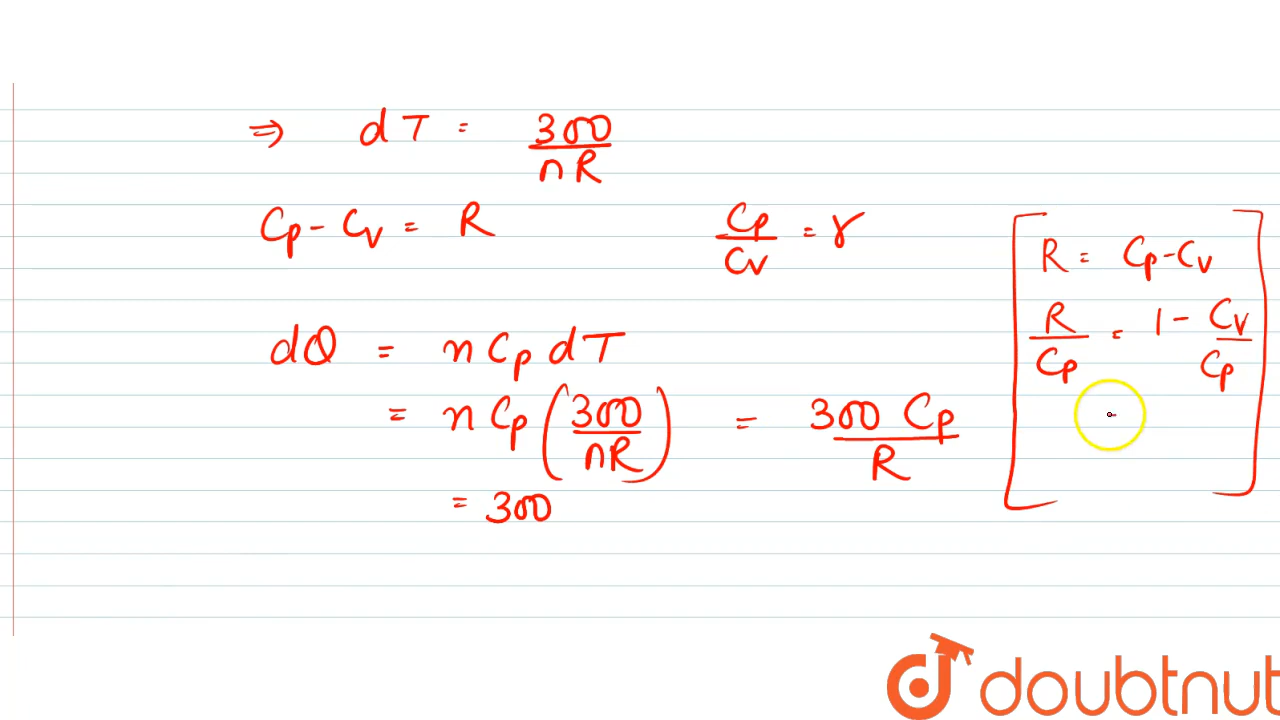 ⇒ dT = 300/nR
Cp - Cv = R    Cp/Cv = γ
dQ = n Cp dT
= n Cp (300/nR) = 300 Cp/R
= 300
[R = Cp - Cv
R/Cp = 1 - Cv/Cp]
doubtnut